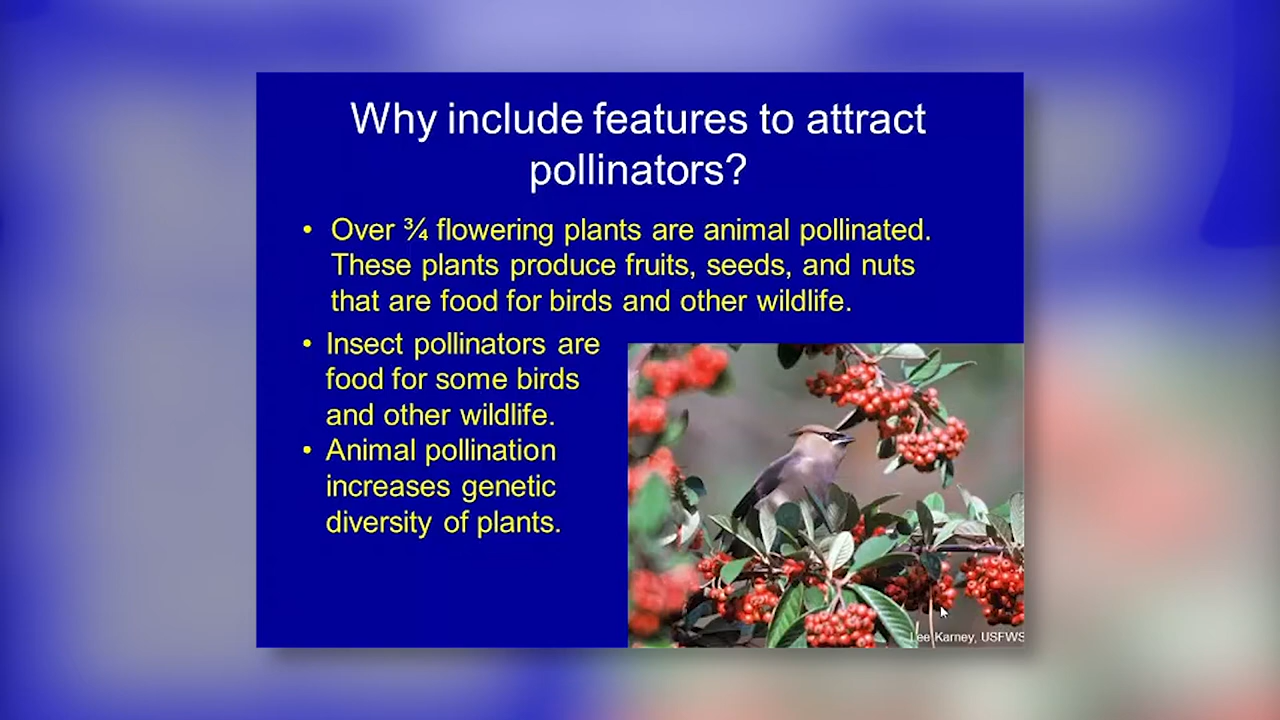 Why include features to attract
pollinators?
• Over ¾ flowering plants are animal pollinated.
These plants produce fruits, seeds, and nuts
that are food for birds and other wildlife.
• Insect pollinators are
food for some birds
and other wildlife.
• Animal pollination
increases genetic
diversity of plants.
Lee Karney, USFWS